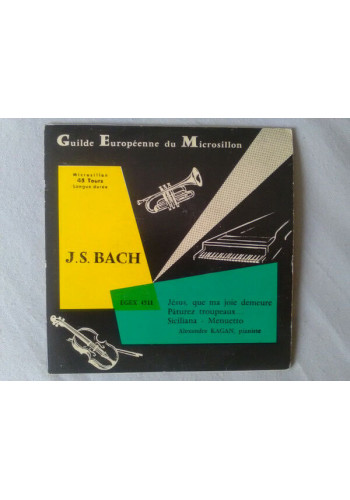 Guilde Européenne du Microsillon
Microsillon
45 Tours
Longue durée
J.S. BACH
Jésus, que ma joie demeure
Paturez troupeaux...
Siciliana - Menuetto
Alexandre KAGAN, pianiste